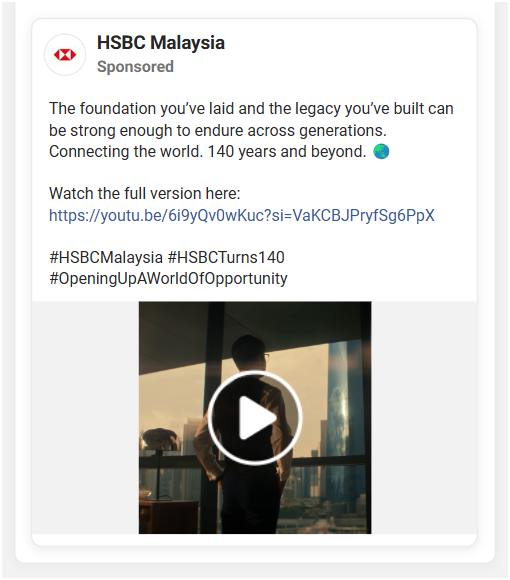 HSBC Malaysia
Sponsored
The foundation you’ve laid and the legacy you’ve built can
be strong enough to endure across generations.
Connecting the world. 140 years and beyond. 🌏
Watch the full version here:
https://youtu.be/6i9yQv0wKuc?si=VaKCBJPryfSg6PpX
#HSBCMalaysia #HSBCTurns140
#OpeningUpAWorldOfOpportunity